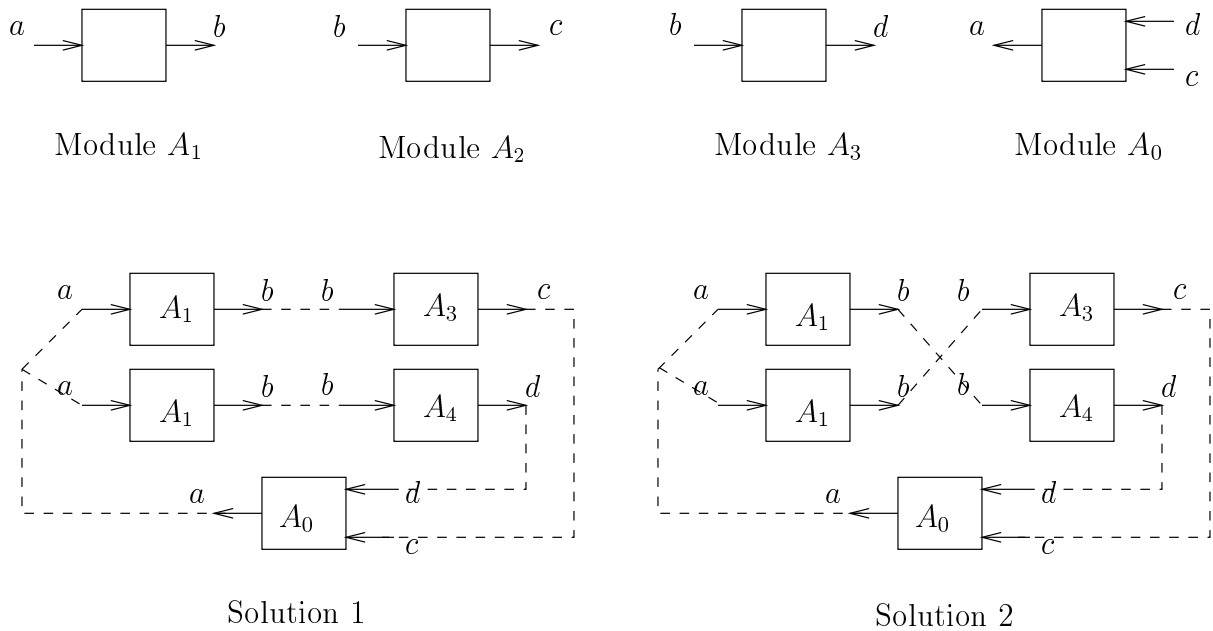 a b b c b d a d
c
Module A₁ Module A₂ Module A₃ Module A₀
a A₁ b b A₃ c a A₁ b b A₃ c
a A₁ b b A₄ d a A₁ b b A₄ d
a A₀ d a A₀ d
c c
Solution 1 Solution 2